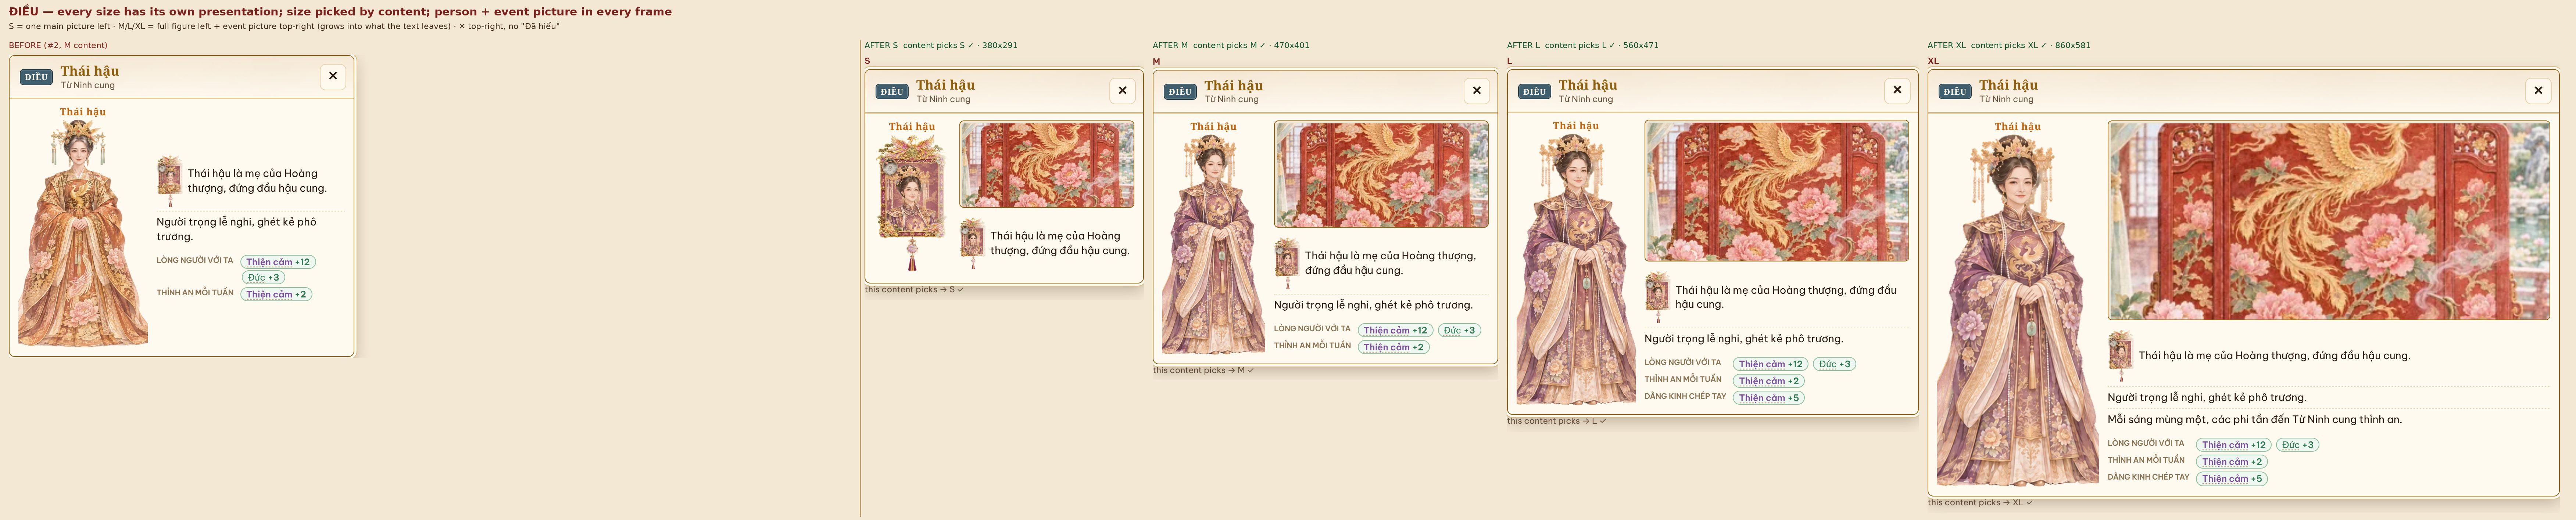 ĐIỀU — every size has its own presentation; size picked by content; person + event picture in every frame
S = one main picture left · M/L/XL = full figure left + event picture top-right (grows into what the text leaves) · ✕ top-right, no "Đã hiểu"
BEFORE (#2, M content)
ĐIỀU
Thái hậu
Từ Ninh cung
✕
Thái hậu
Thái hậu là mẹ của Hoàng
thượng, đứng đầu hậu cung.
Người trọng lễ nghi, ghét kẻ phô
trương.
LÒNG NGƯỜI VỚI TA Thiện cảm +12
Đức +3
THỈNH AN MỖI TUẦN Thiện cảm +2
AFTER S content picks S ✓ · 380x291
S
ĐIỀU
Thái hậu
Từ Ninh cung
✕
Thái hậu
Thái hậu là mẹ của Hoàng
thượng, đứng đầu hậu cung.
this content picks → S ✓
AFTER M content picks M ✓ · 470x401
M
ĐIỀU
Thái hậu
Từ Ninh cung
✕
Thái hậu
Thái hậu là mẹ của Hoàng thượng,
đứng đầu hậu cung.
Người trọng lễ nghi, ghét kẻ phô trương.
LÒNG NGƯỜI VỚI TA Thiện cảm +12 Đức +3
THỈNH AN MỖI TUẦN Thiện cảm +2
this content picks → M ✓
AFTER L content picks L ✓ · 560x471
L
ĐIỀU
Thái hậu
Từ Ninh cung
✕
Thái hậu
Thái hậu là mẹ của Hoàng thượng, đứng đầu
hậu cung.
Người trọng lễ nghi, ghét kẻ phô trương.
LÒNG NGƯỜI VỚI TA Thiện cảm +12 Đức +3
THỈNH AN MỖI TUẦN Thiện cảm +2
DÂNG KINH CHÉP TAY Thiện cảm +5
this content picks → L ✓
AFTER XL content picks XL ✓ · 860x581
XL
ĐIỀU
Thái hậu
Từ Ninh cung
✕
Thái hậu
Thái hậu là mẹ của Hoàng thượng, đứng đầu hậu cung.
Người trọng lễ nghi, ghét kẻ phô trương.
Mỗi sáng mùng một, các phi tần đến Từ Ninh cung thỉnh an.
LÒNG NGƯỜI VỚI TA Thiện cảm +12 Đức +3
THỈNH AN MỖI TUẦN Thiện cảm +2
DÂNG KINH CHÉP TAY Thiện cảm +5
this content picks → XL ✓